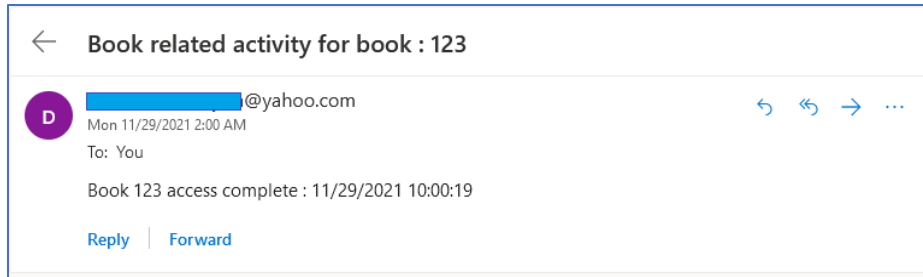 Book related activity for book : 123
D
@yahoo.com
Mon 11/29/2021 2:00 AM
To: You
Book 123 access complete : 11/29/2021 10:00:19
Reply Forward